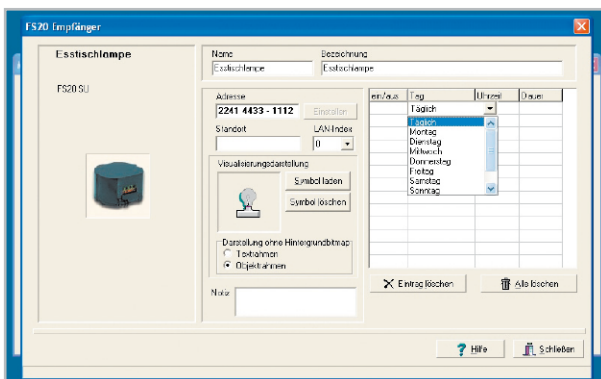 FS20 Empfänger
Esstischlampe
FS20 SU
Name
Bezeichnung
Esstischlampe
Esstischlampe
Adresse
2241 4433 - 1112
Einstellen
Standort
LAN-Index
0
Visualisierungsdarstellung
Symbol laden
Symbol löschen
Darstellung ohne Hintergrundbitmap
Textrahmen
Objektrahmen
Notiz
ein/aus Tag Uhrzeit Dauer
Täglich
Täglich
Montag
Dienstag
Mittwoch
Donnerstag
Freitag
Samstag
Sonntag
Eintrag löschen
Alle löschen
Hilfe
Schließen